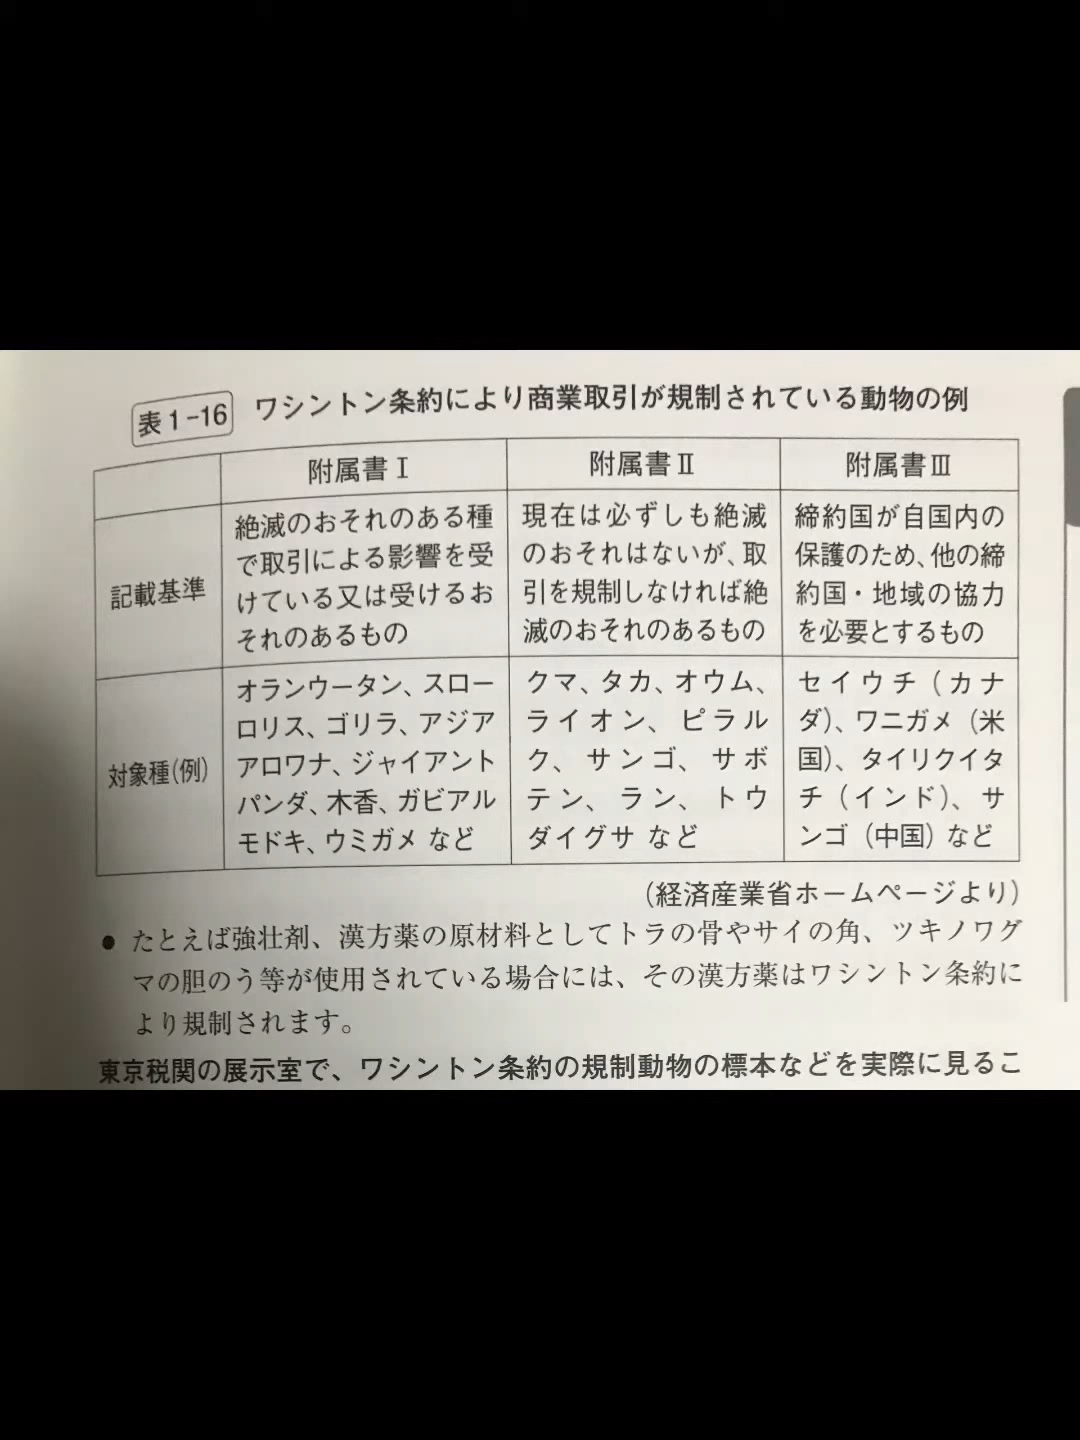 表1-16 ワシントン条約により商業取引が規制されている動物の例
附属書Ⅰ 附属書Ⅱ 附属書Ⅲ
記載基準
絶滅のおそれのある種
で取引による影響を受
けている又は受けるお
それのあるもの
現在は必ずしも絶滅
のおそれはないが、取
引を規制しなければ絶
滅のおそれのあるもの
締約国が自国内の
保護のため、他の締
約国・地域の協力
を必要とするもの
対象種(例)
オランウータン、スロー
ロリス、ゴリラ、アジア
アロワナ、ジャイアント
パンダ、木香、ガビアル
モドキ、ウミガメ など
クマ、タカ、オウム、
ライオン、ピラル
ク、サンゴ、サボ
テン、ラン、トウ
ダイグサ など
セイウチ(カナ
ダ)、ワニガメ(米
国)、タイリクイタ
チ(インド)、サ
ンゴ(中国)など
(経済産業省ホームページより)
● たとえば強壮剤、漢方薬の原材料としてトラの骨やサイの角、ツキノワグ
マの胆のう等が使用されている場合には、その漢方薬はワシントン条約に
より規制されます。
東京税関の展示室で、ワシントン条約の規制動物の標本などを実際に見るこ